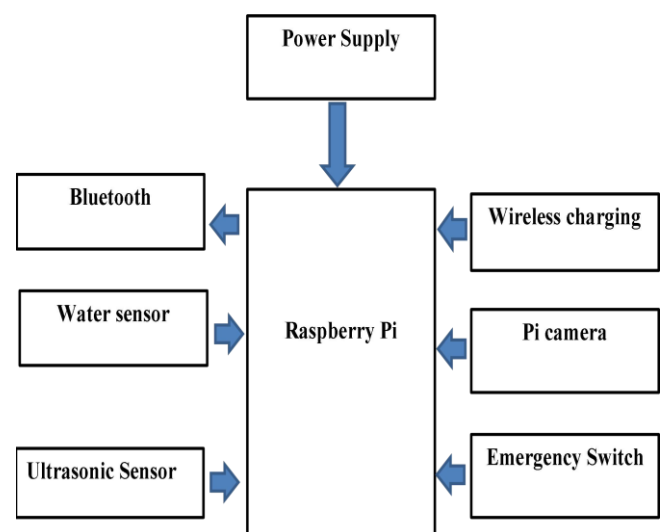 Power Supply
Bluetooth
Wireless charging
Water sensor
Raspberry Pi
Pi camera
Ultrasonic Sensor
Emergency Switch